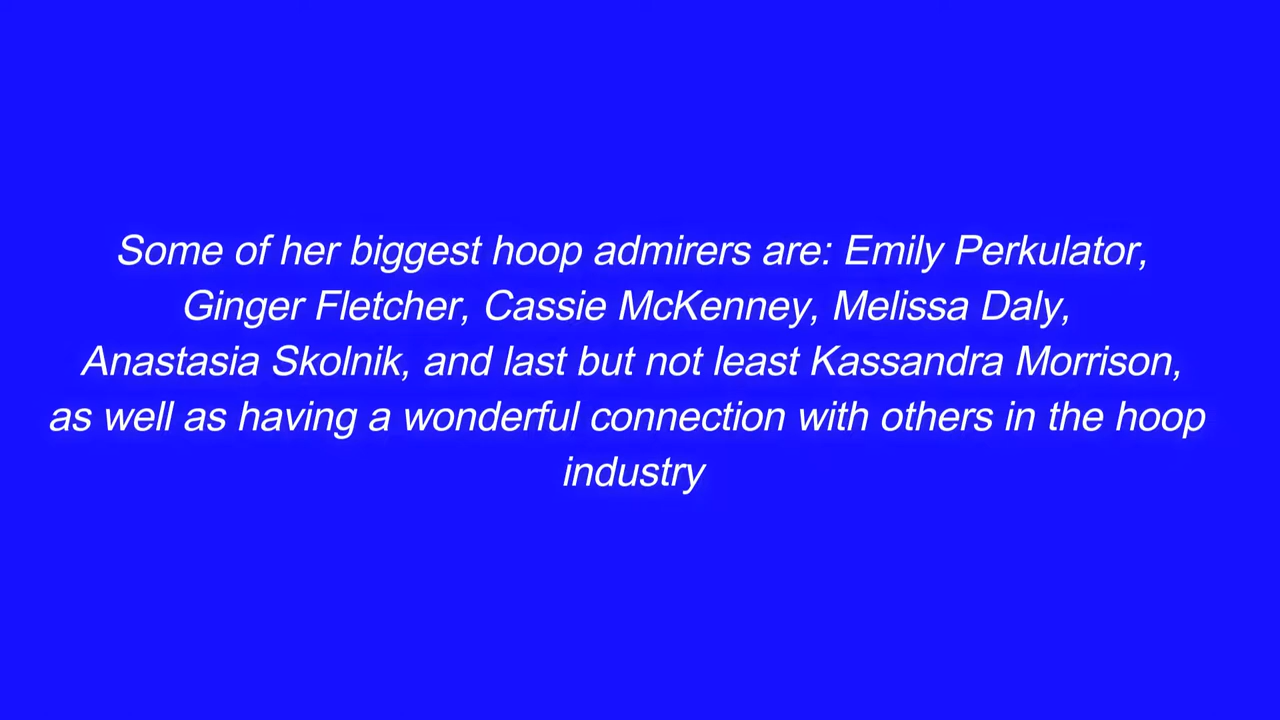 Some of her biggest hoop admirers are: Emily Perkulator,
Ginger Fletcher, Cassie McKenney, Melissa Daly,
Anastasia Skolnik, and last but not least Kassandra Morrison,
as well as having a wonderful connection with others in the hoop
industry